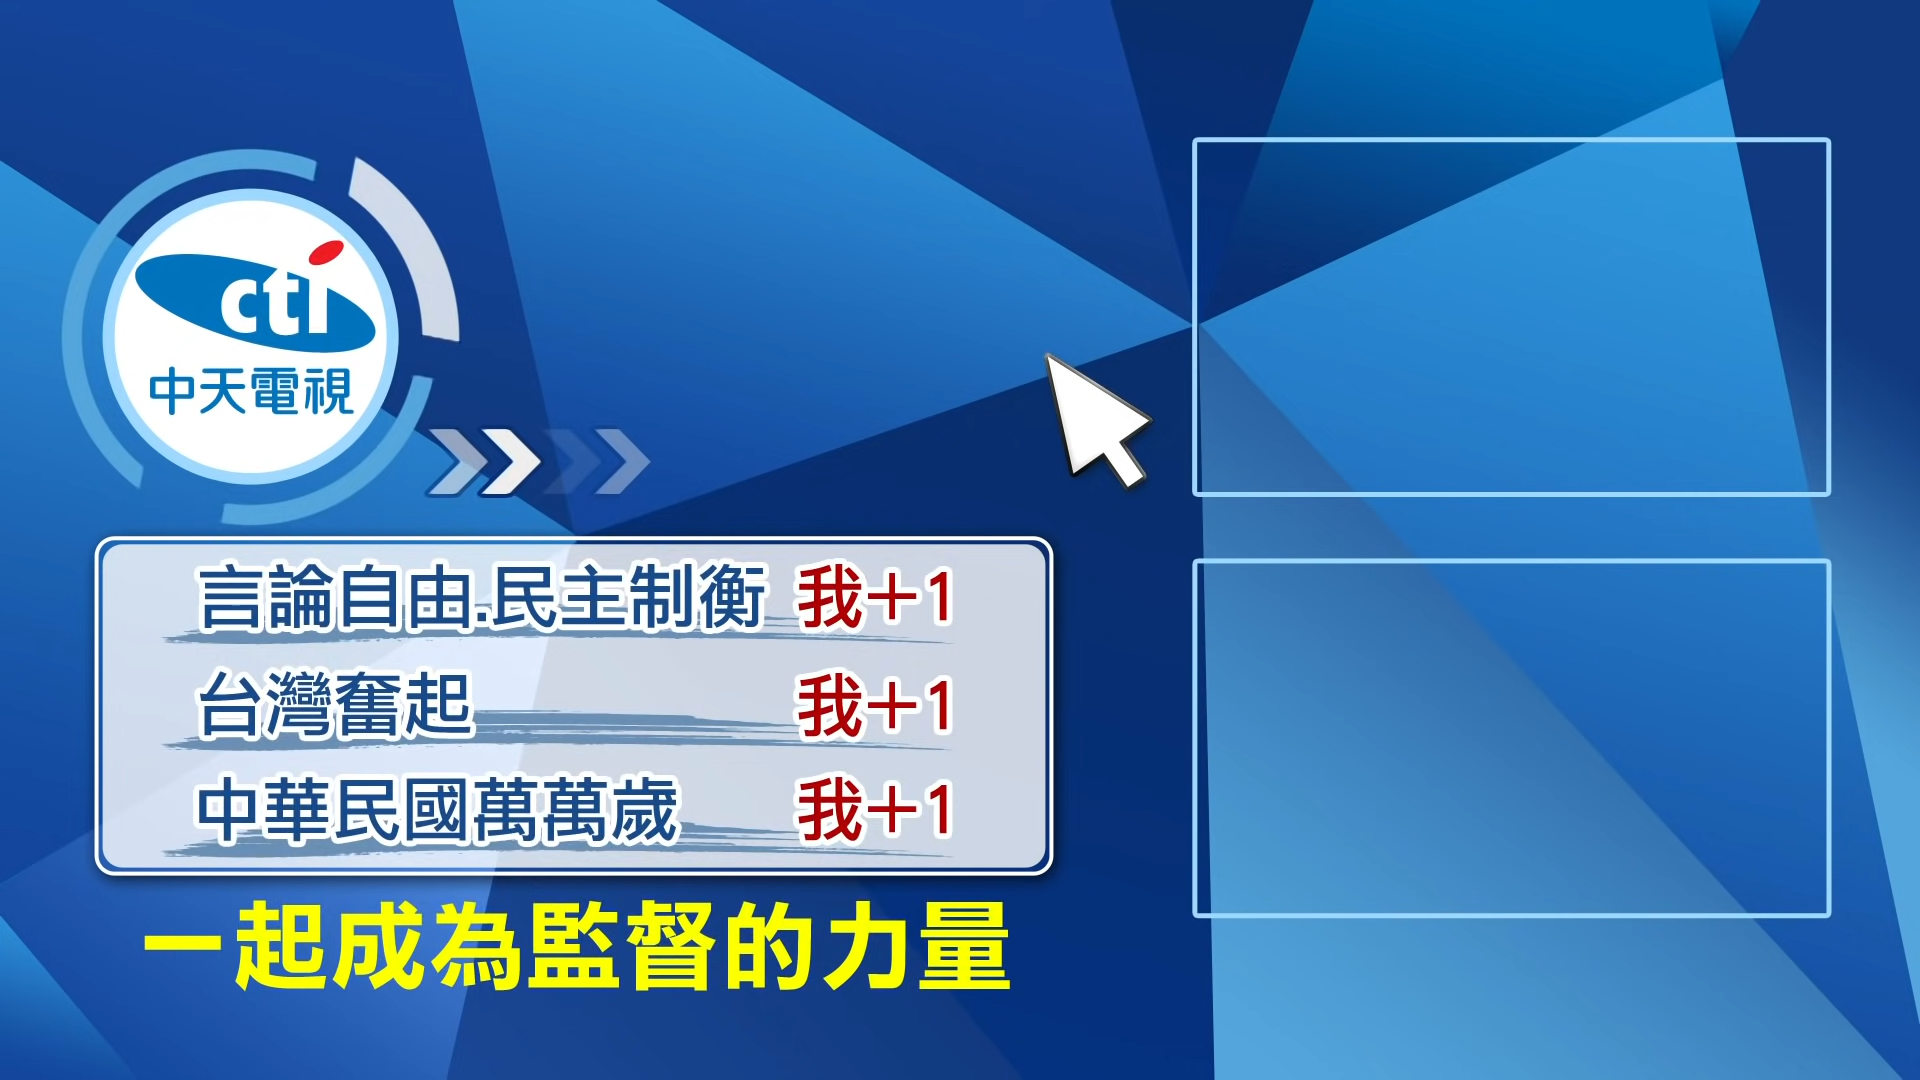 cti
中天電視
言論自由.民主制衡 我+1
台灣奮起 我+1
中華民國萬萬歲 我+1
一起成為監督的力量